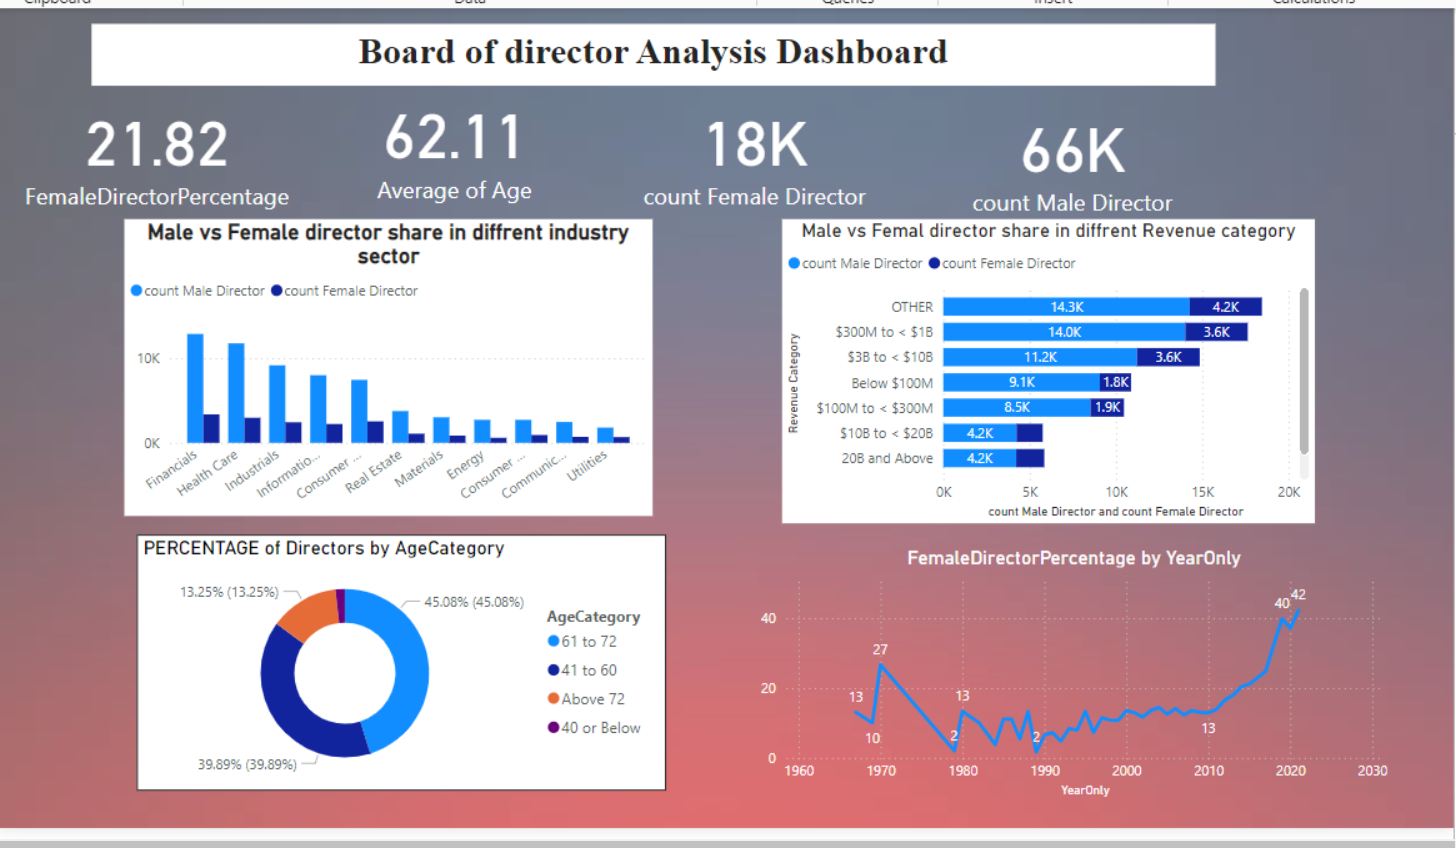 Clipboard Data Queries Insert Calculations
Board of director Analysis Dashboard
21.82
FemaleDirectorPercentage
62.11
Average of Age
18K
count Female Director
66K
count Male Director
Male vs Female director share in diffrent industry
sector
count Male Director count Female Director
10K
0K
Financials
Health Care
Industrials
Informatio...
Consumer ...
Real Estate
Materials
Energy
Consumer ...
Communic...
Utilities
Male vs Femal director share in diffrent Revenue category
count Male Director count Female Director
Revenue Category
OTHER 14.3K 4.2K
$300M to < $1B 14.0K 3.6K
$3B to < $10B 11.2K 3.6K
Below $100M 9.1K 1.8K
$100M to < $300M 8.5K 1.9K
$10B to < $20B 4.2K
20B and Above 4.2K
0K 5K 10K 15K 20K
count Male Director and count Female Director
PERCENTAGE of Directors by AgeCategory
13.25% (13.25%)
45.08% (45.08%)
39.89% (39.89%)
AgeCategory
61 to 72
41 to 60
Above 72
40 or Below
FemaleDirectorPercentage by YearOnly
40
20
0
13
10
27
2
13
2
13
40
42
1960 1970 1980 1990 2000 2010 2020 2030
YearOnly